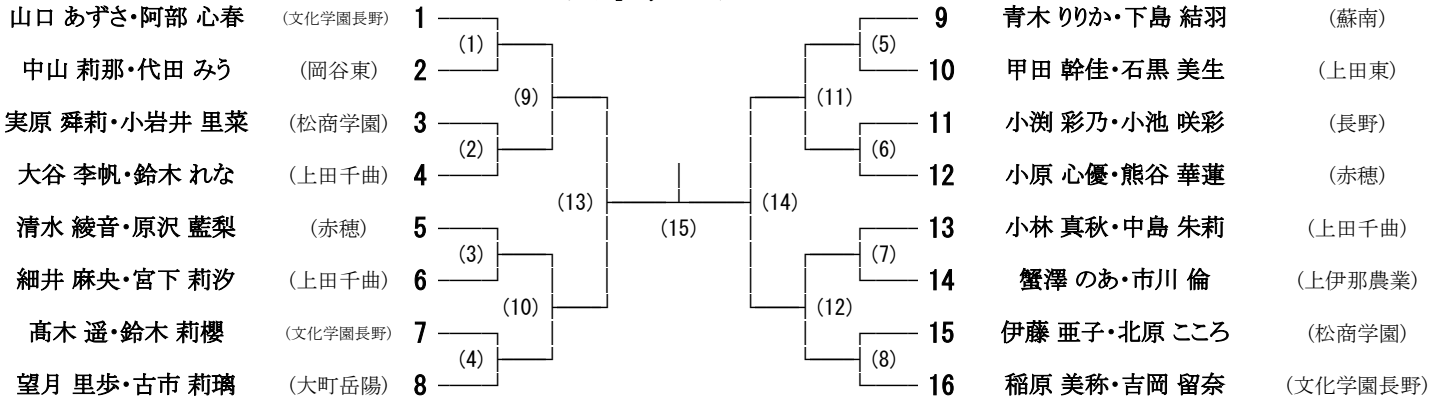 山口 あずさ・阿部 心春 (文化学園長野) 1
9 青木 りりか・下島 結羽 (蘇南)
(1)
(5)
中山 莉那・代田 みう (岡谷東) 2
10 甲田 幹佳・石黒 美生 (上田東)
(9)
(11)
実原 舜莉・小岩井 里菜 (松商学園) 3
11 小渕 彩乃・小池 咲彩 (長野)
(2)
(6)
大谷 李帆・鈴木 れな (上田千曲) 4
12 小原 心優・熊谷 華蓮 (赤穂)
(13)
(14)
清水 綾音・原沢 藍梨 (赤穂) 5
(15)
13 小林 真秋・中島 朱莉 (上田千曲)
(3)
(7)
細井 麻央・宮下 莉汐 (上田千曲) 6
14 蟹澤 のあ・市川 倫 (上伊那農業)
(10)
(12)
髙木 遥・鈴木 莉櫻 (文化学園長野) 7
15 伊藤 亜子・北原 こころ (松商学園)
(4)
(8)
望月 里歩・古市 莉璃 (大町岳陽) 8
16 稲原 美称・吉岡 留奈 (文化学園長野)